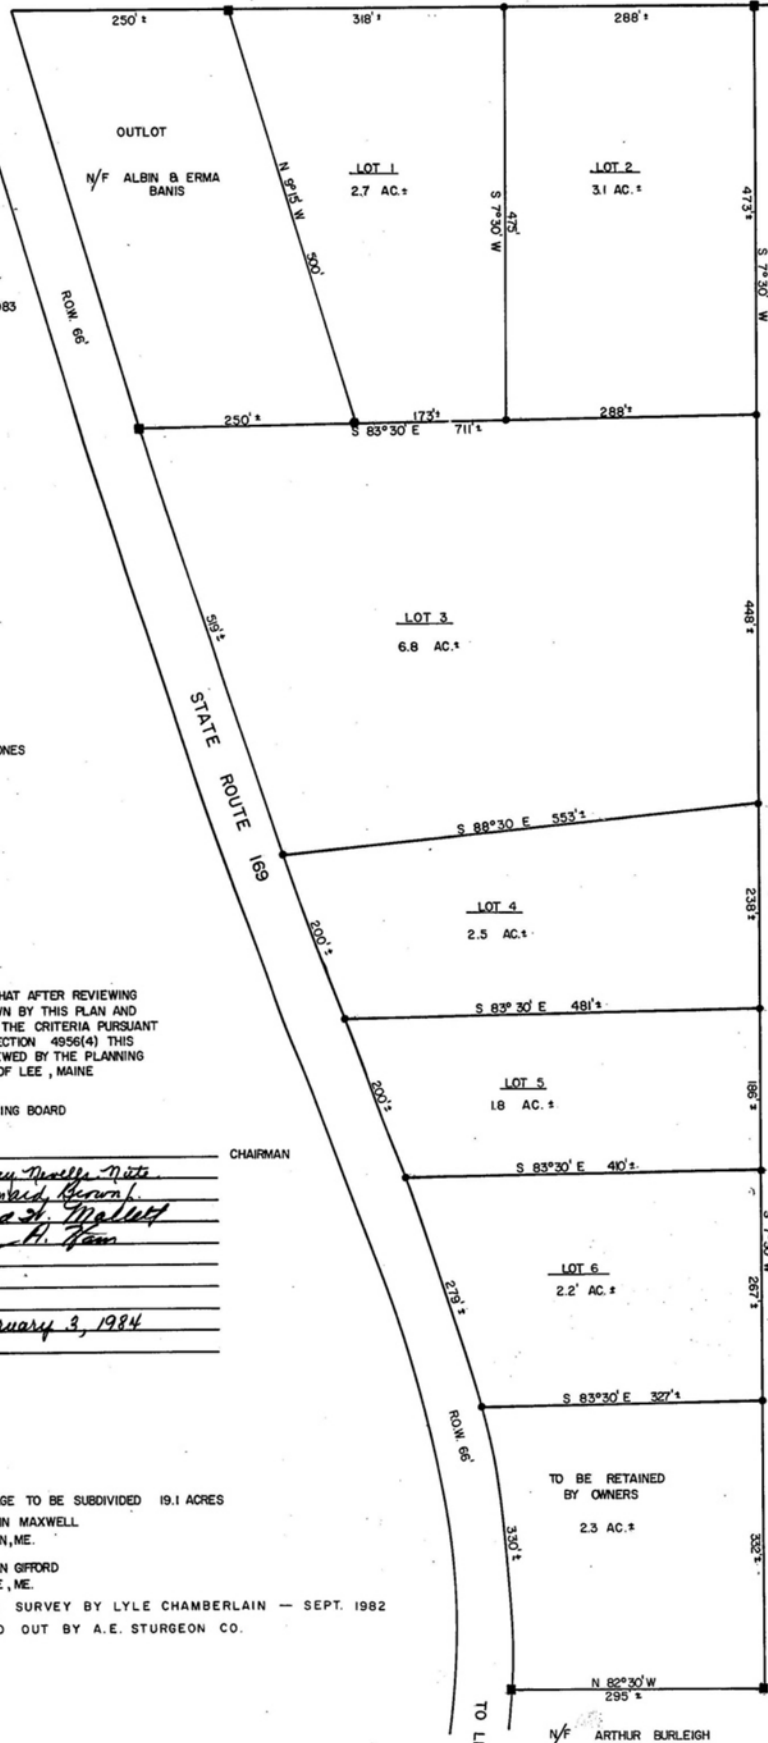 250'±
318'±
288'±
OUTLOT
N/F ALBIN & ERMA
BANIS
N 9°15' W
500'
LOT 1
2.7 AC.±
S 7°30' W
475'
LOT 2
3.1 AC.±
473'±
S 7°30' W
R.O.W. 66'
983
250'±
173'±
288'±
S 83°30' E 711'±
519'±
LOT 3
6.8 AC.±
448'±
STATE ROUTE 169
ONES
S 88°30 E 553'±
200'±
LOT 4
2.5 AC.±
238'±
S 83°30' E 481'±
HAT AFTER REVIEWING
WN BY THIS PLAN AND
THE CRITERIA PURSUANT
ECTION 4956(4) THIS
EWED BY THE PLANNING
OF LEE, MAINE
ING BOARD
200'±
LOT 5
1.8 AC.±
186'±
CHAIRMAN
S 83°30' E 410'±
Brown
W. Mallett
A. Ham
ruary 3, 1984
279'±
LOT 6
2.2' AC.±
267'±
S 83°30' E 327'±
R.O.W. 66'
TO BE RETAINED
BY OWNERS
2.3 AC.±
330'±
332'±
GE TO BE SUBDIVIDED 19.1 ACRES
IN MAXWELL
N, ME.
N GIFFORD
E, ME.
SURVEY BY LYLE CHAMBERLAIN — SEPT. 1982
D OUT BY A.E. STURGEON CO.
N 82°30' W
295'±
TO LI
N/F ARTHUR BURLEIGH